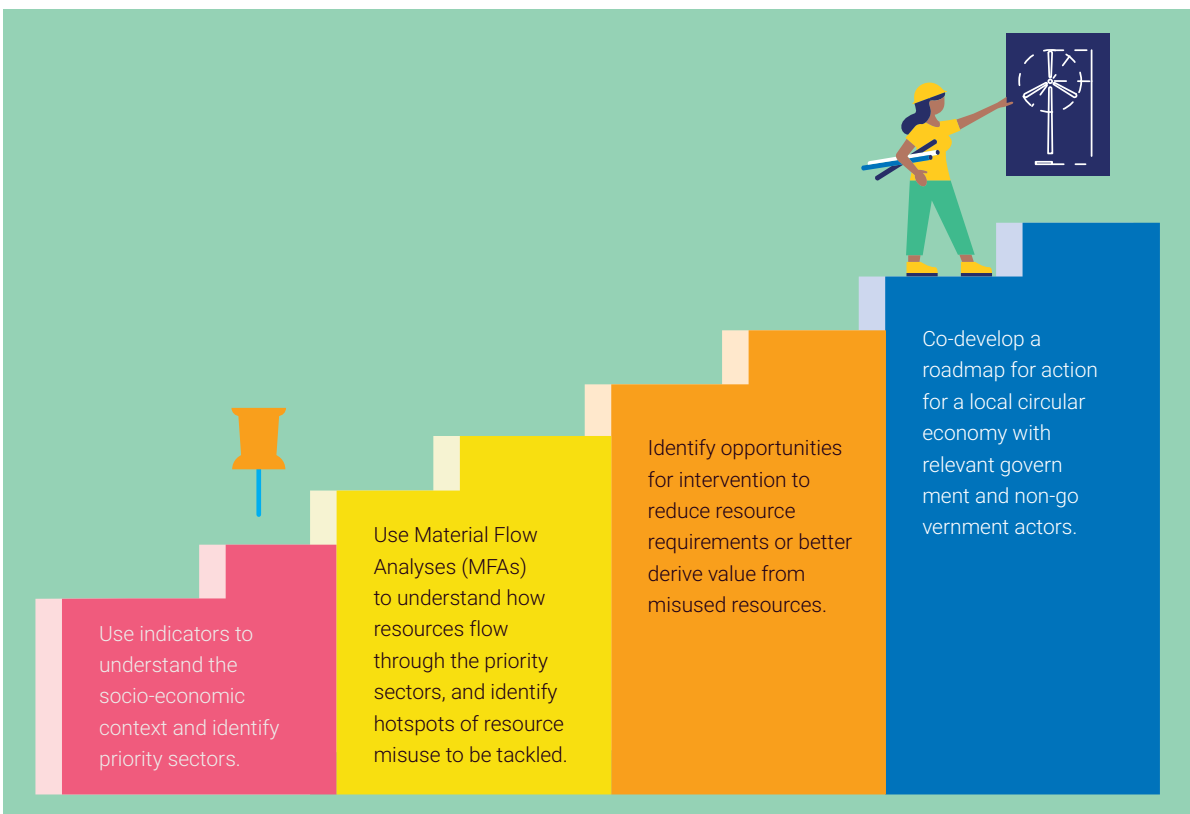 Use indicators to
understand the
socio-economic
context and identify
priority sectors.
Use Material Flow
Analyses (MFAs)
to understand how
resources flow
through the priority
sectors, and identify
hotspots of resource
misuse to be tackled.
Identify opportunities
for intervention to
reduce resource
requirements or better
derive value from
misused resources.
Co-develop a
roadmap for action
for a local circular
economy with
relevant govern
ment and non-go
vernment actors.